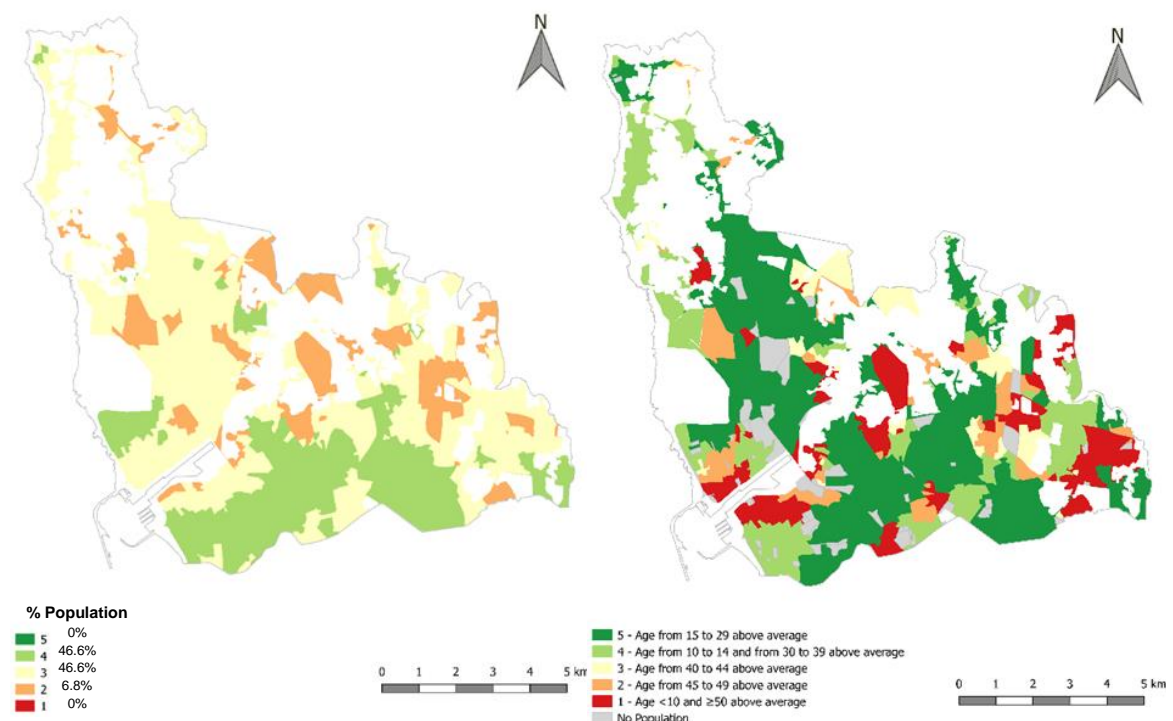 N
N
% Population
5 0%
4 46.6%
3 46.6%
2 6.8%
1 0%
0 1 2 3 4 5 km
5 - Age from 15 to 29 above average
4 - Age from 10 to 14 and from 30 to 39 above average
3 - Age from 40 to 44 above average
2 - Age from 45 to 49 above average
1 - Age <10 and ≥50 above average
No Population
0 1 2 3 4 5 km